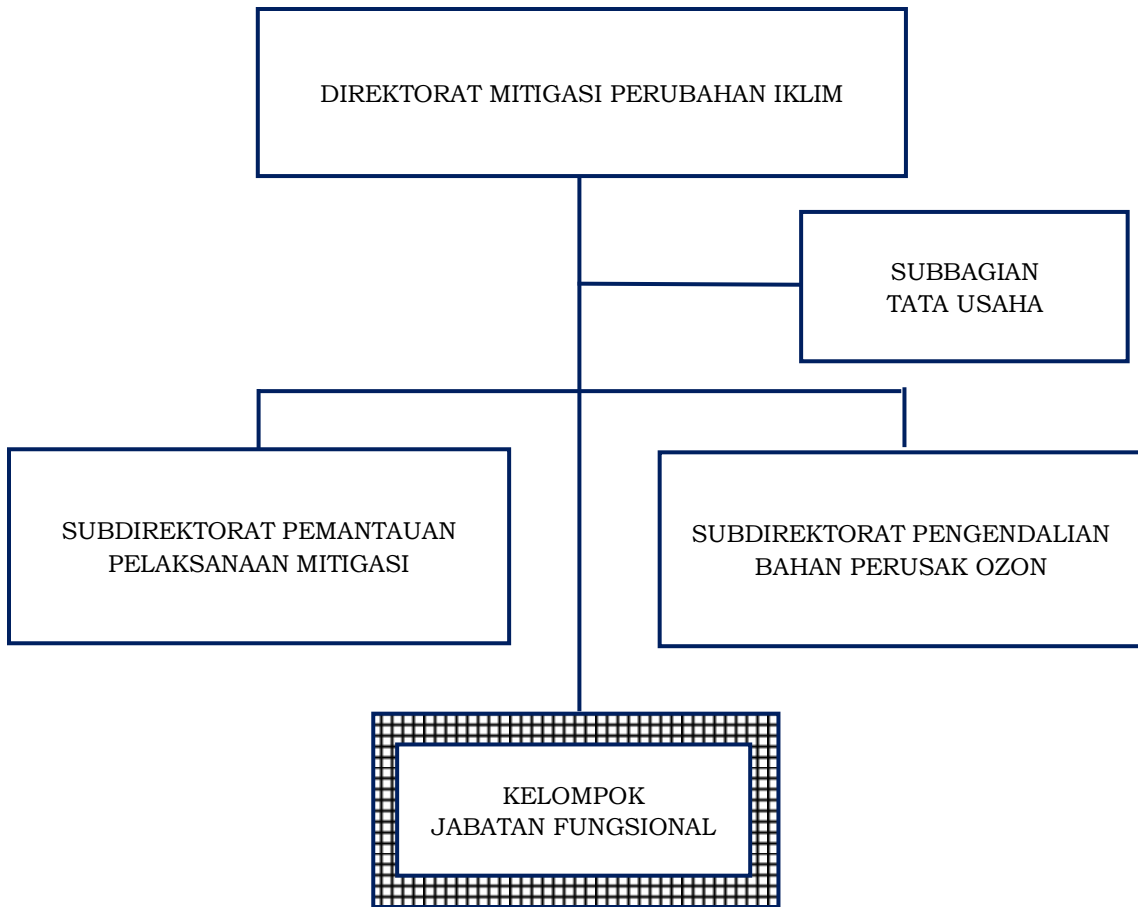 DIREKTORAT MITIGASI PERUBAHAN IKLIM
SUBBAGIAN
TATA USAHA
SUBDIREKTORAT PEMANTAUAN
PELAKSANAAN MITIGASI
SUBDIREKTORAT PENGENDALIAN
BAHAN PERUSAK OZON
KELOMPOK
JABATAN FUNGSIONAL